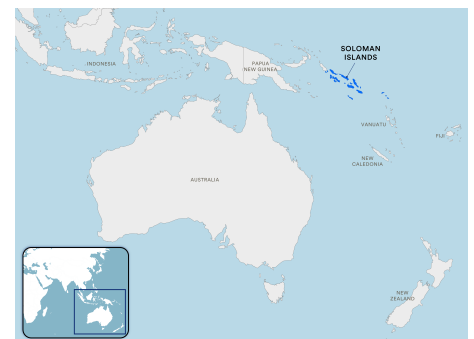 SOLOMAN
ISLANDS
INDONESIA
PAPUA
NEW GUINEA
VANUATU
FIJI
NEW
CALEDONIA
AUSTRALIA
NEW
ZEALAND